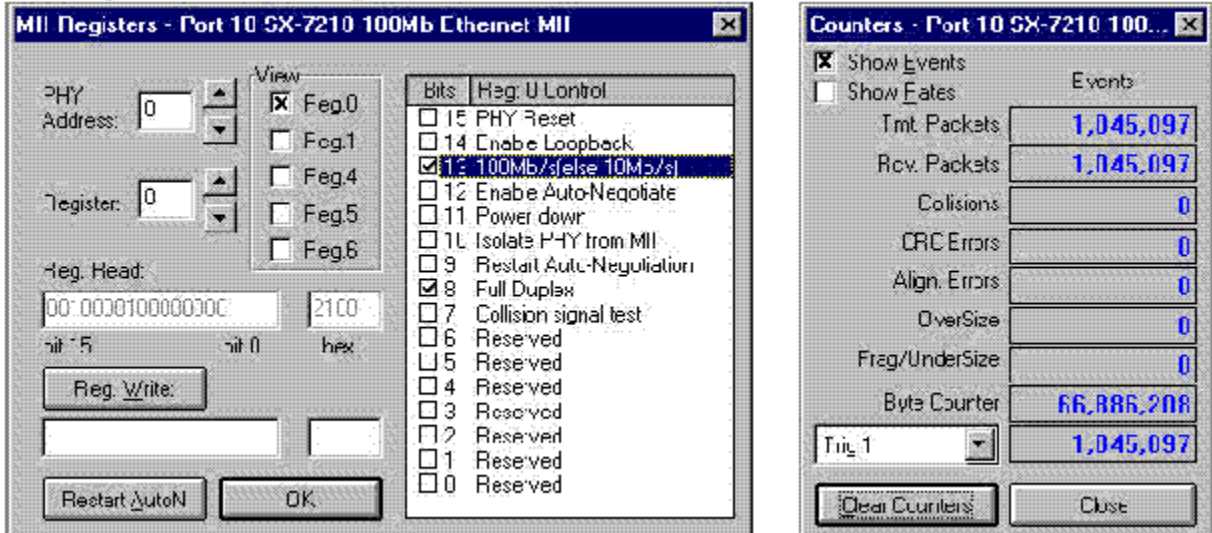 MII Registers - Port 10 SX-7210 100Mb Ethernet MII
PHY
Address:
0
View
Reg.0
Reg.1
Reg.4
Reg.5
Reg.6
Register:
0
Reg. Read:
0010000100000000
2100
bit 15
bit 0
hex
Reg. Write:
Restart AutoN
OK
Bits
Reg: 0 Control
15 PHY Reset
14 Enable Loopback
13 100Mb/s(else 10Mb/s)
12 Enable Auto-Negotiate
11 Power down
10 Isolate PHY from MII
9 Restart Auto-Negotiation
8 Full Duplex
7 Collision signal test
6 Reserved
5 Reserved
4 Reserved
3 Reserved
2 Reserved
1 Reserved
0 Reserved
Counters - Port 10 SX-7210 100...
Show Events
Show Rates
Events
Tmt. Packets 1,045,097
Rcv. Packets 1,045,097
Collisions 0
CRC Errors 0
Align. Errors 0
OverSize 0
Frag/UnderSize 0
Byte Counter 66,886,208
Trig 1 1,045,097
Clear Counters
Close